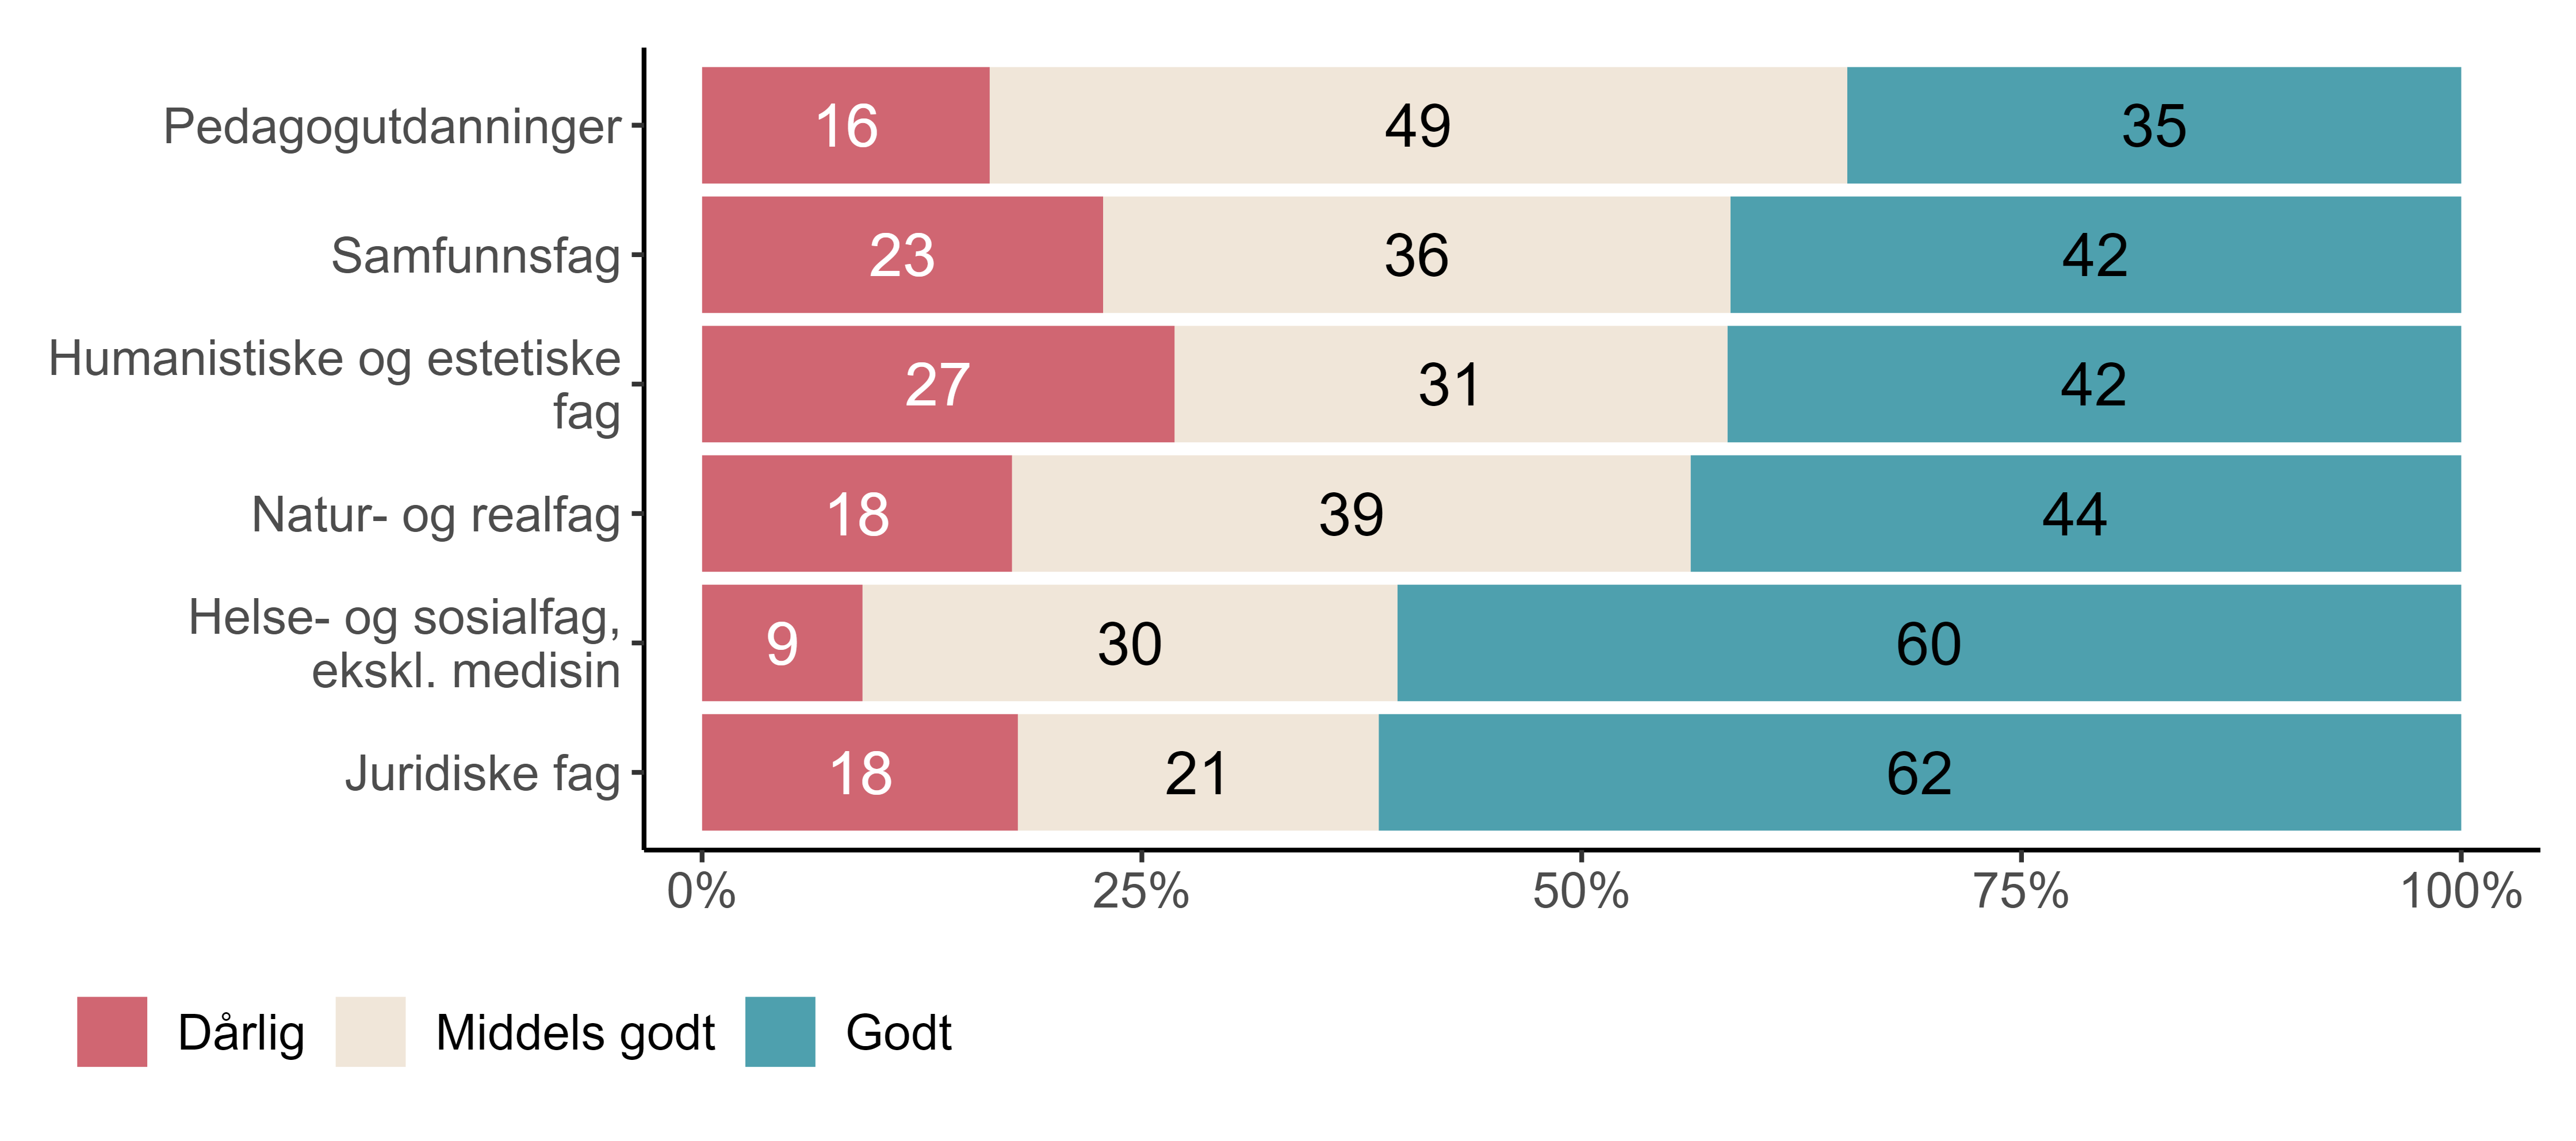 Pedagogutdanninger
16 49 35
Samfunnsfag
23 36 42
Humanistiske og estetiske
fag
27 31 42
Natur- og realfag
18 39 44
Helse- og sosialfag,
ekskl. medisin
9 30 60
Juridiske fag
18 21 62
0% 25% 50% 75% 100%
Dårlig Middels godt Godt